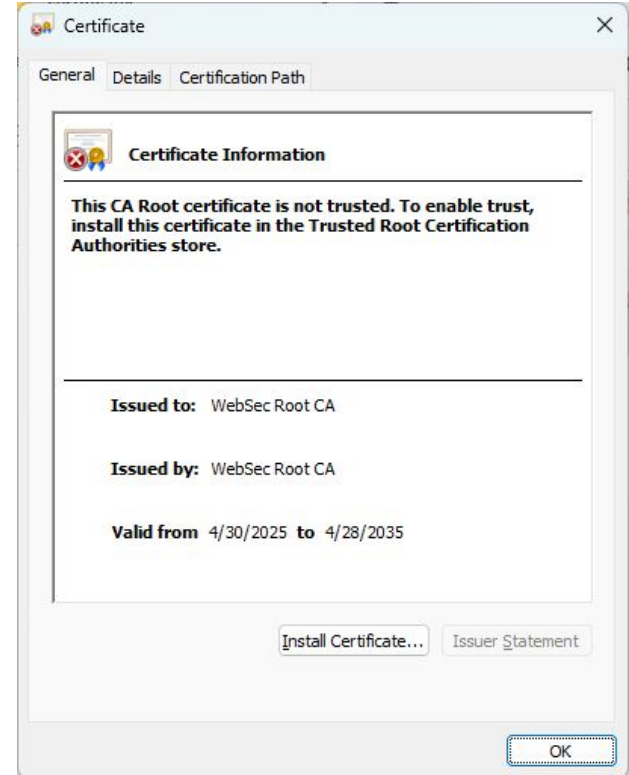 Certificate
General Details Certification Path
Certificate Information
This CA Root certificate is not trusted. To enable trust,
install this certificate in the Trusted Root Certification
Authorities store.
Issued to: WebSec Root CA
Issued by: WebSec Root CA
Valid from 4/30/2025 to 4/28/2035
Install Certificate... Issuer Statement
OK